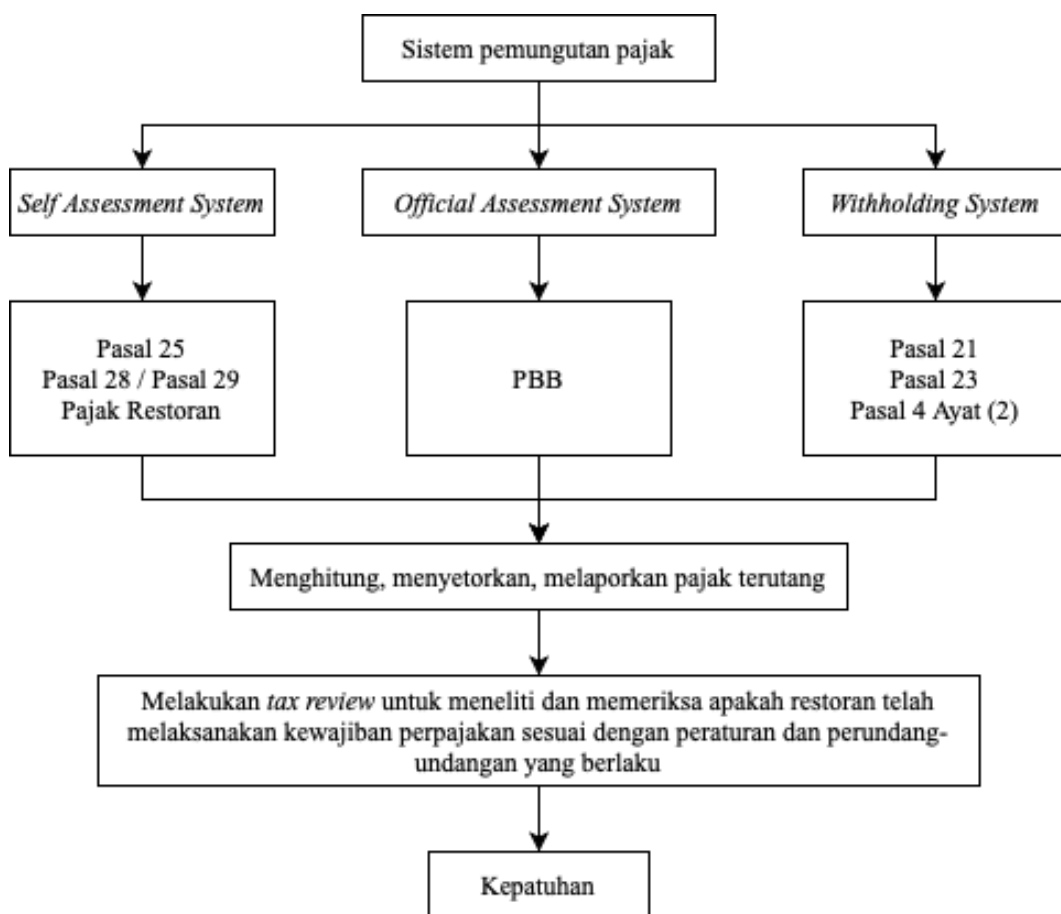 Sistem pemungutan pajak
Self Assessment System
Official Assessment System
Withholding System
Pasal 25
Pasal 28 / Pasal 29
Pajak Restoran
PBB
Pasal 21
Pasal 23
Pasal 4 Ayat (2)
Menghitung, menyetorkan, melaporkan pajak terutang
Melakukan tax review untuk meneliti dan memeriksa apakah restoran telah
melaksanakan kewajiban perpajakan sesuai dengan peraturan dan perundang-
undangan yang berlaku
Kepatuhan